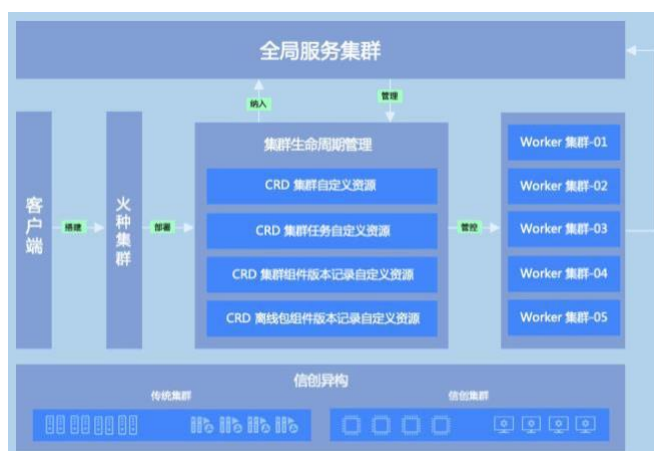 全局服务集群
纳入
管理
客户端
搭建
火种集群
部署
集群生命周期管理
CRD 集群自定义资源
CRD 集群任务自定义资源
CRD 集群组件版本记录自定义资源
CRD 离线包组件版本记录自定义资源
管控
Worker 集群-01
Worker 集群-02
Worker 集群-03
Worker 集群-04
Worker 集群-05
信创异构
传统集群
信创集群